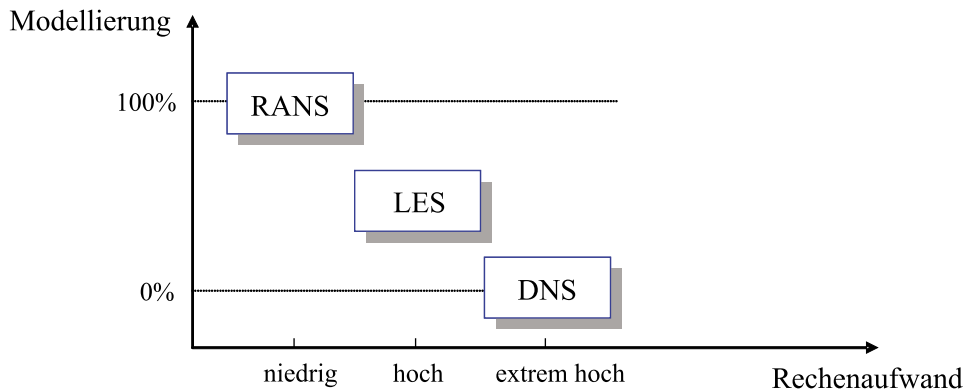 Modellierung
100%
RANS
LES
0%
DNS
niedrig hoch extrem hoch
Rechenaufwand